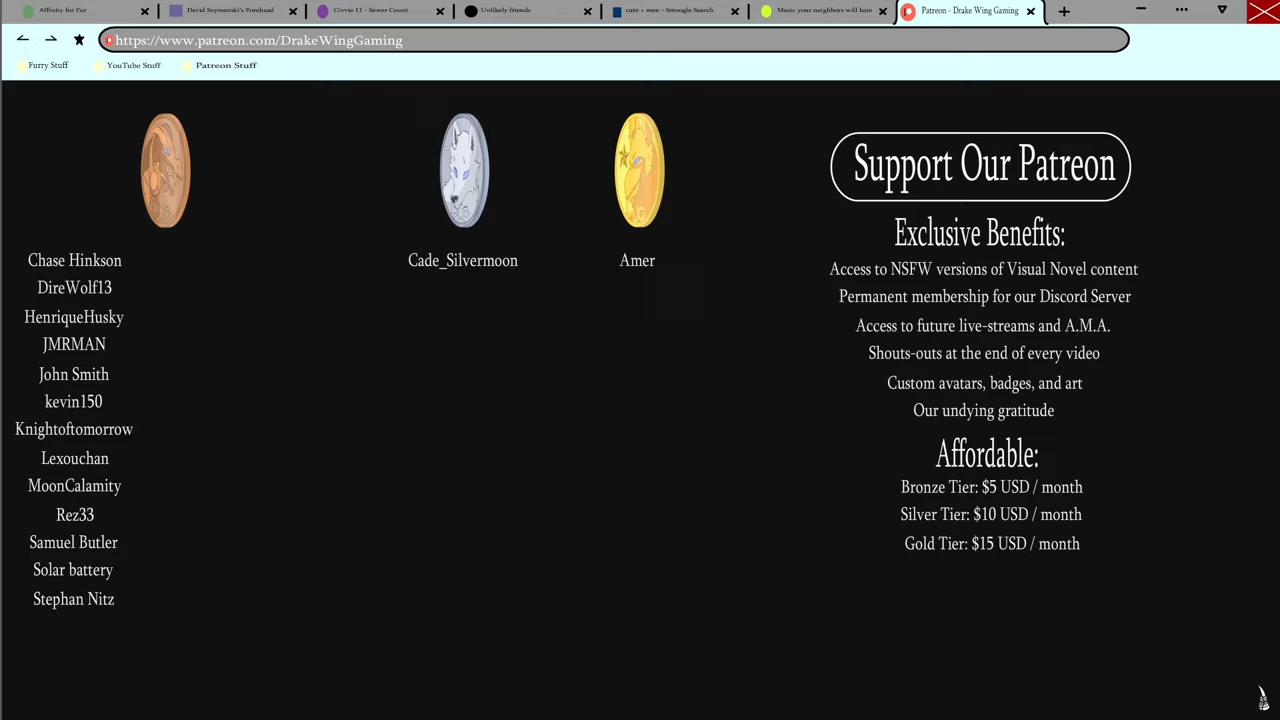 Affinity for Fur
David Szymanski's Forehead
Civvie 11 - Sewer Count
Unlikely friends
cute + men - Smoogle Search
Music your neighbors will hate
Patreon - Drake Wing Gaming
https://www.patreon.com/DrakeWingGaming
Furry Stuff
YouTube Stuff
Patreon Stuff
Chase Hinkson
DireWolf13
HenriqueHusky
JMRMAN
John Smith
kevin150
Knightoftomorrow
Lexouchan
MoonCalamity
Rez33
Samuel Butler
Solar battery
Stephan Nitz
Cade_Silvermoon
Amer
Support Our Patreon
Exclusive Benefits:
Access to NSFW versions of Visual Novel content
Permanent membership for our Discord Server
Access to future live-streams and A.M.A.
Shouts-outs at the end of every video
Custom avatars, badges, and art
Our undying gratitude
Affordable:
Bronze Tier: $5 USD / month
Silver Tier: $10 USD / month
Gold Tier: $15 USD / month